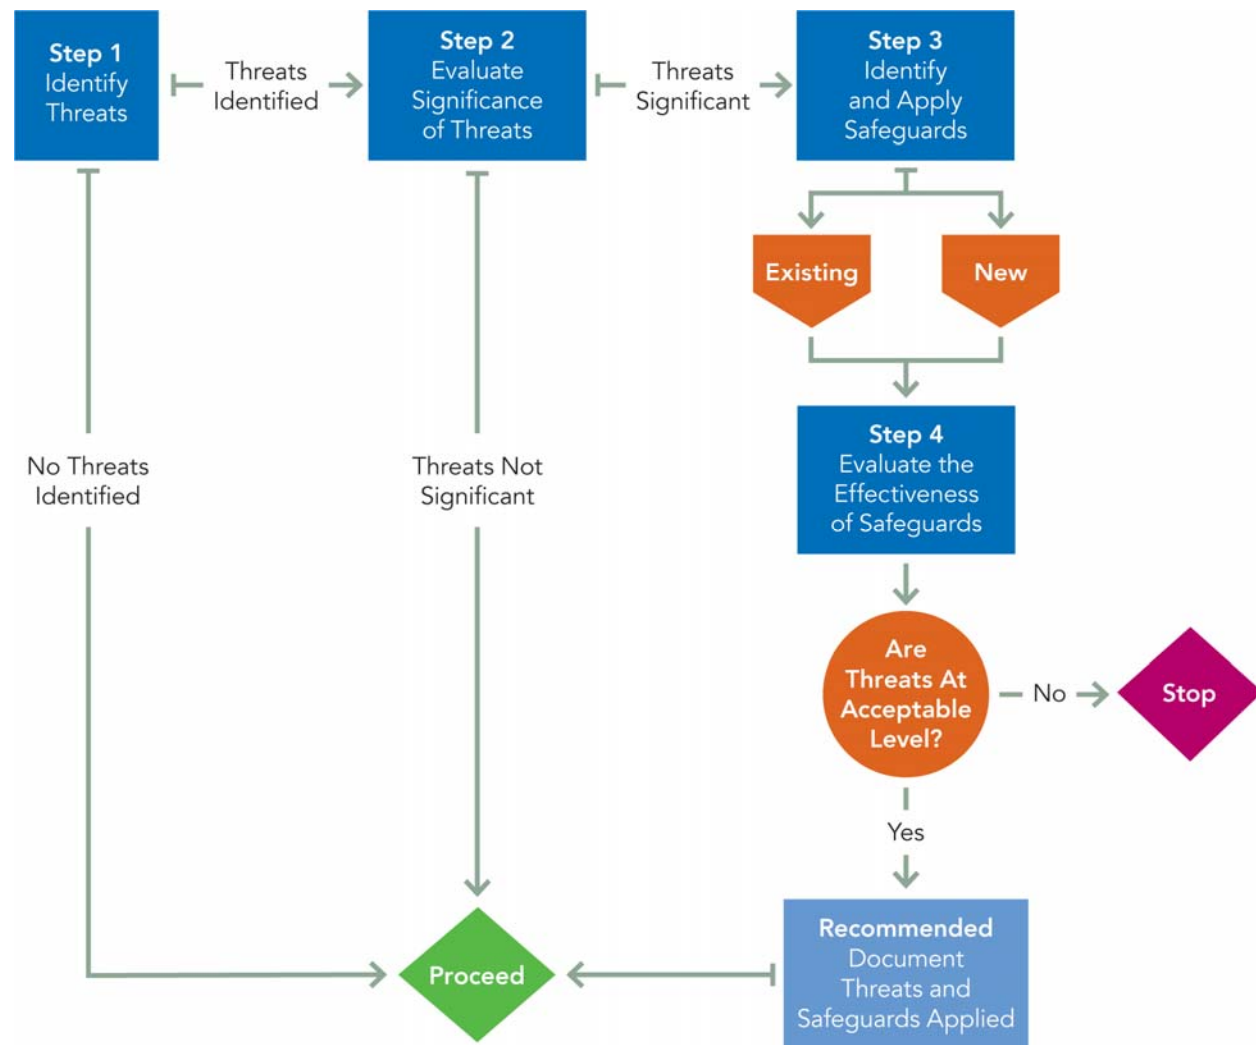 Step 1
Identify
Threats
Threats
Identified
Step 2
Evaluate
Significance
of Threats
Threats
Significant
Step 3
Identify
and Apply
Safeguards
Existing
New
Step 4
Evaluate the
Effectiveness
of Safeguards
No Threats
Identified
Threats Not
Significant
Are
Threats At
Acceptable
Level?
No
Stop
Yes
Recommended
Document
Threats and
Safeguards Applied
Proceed